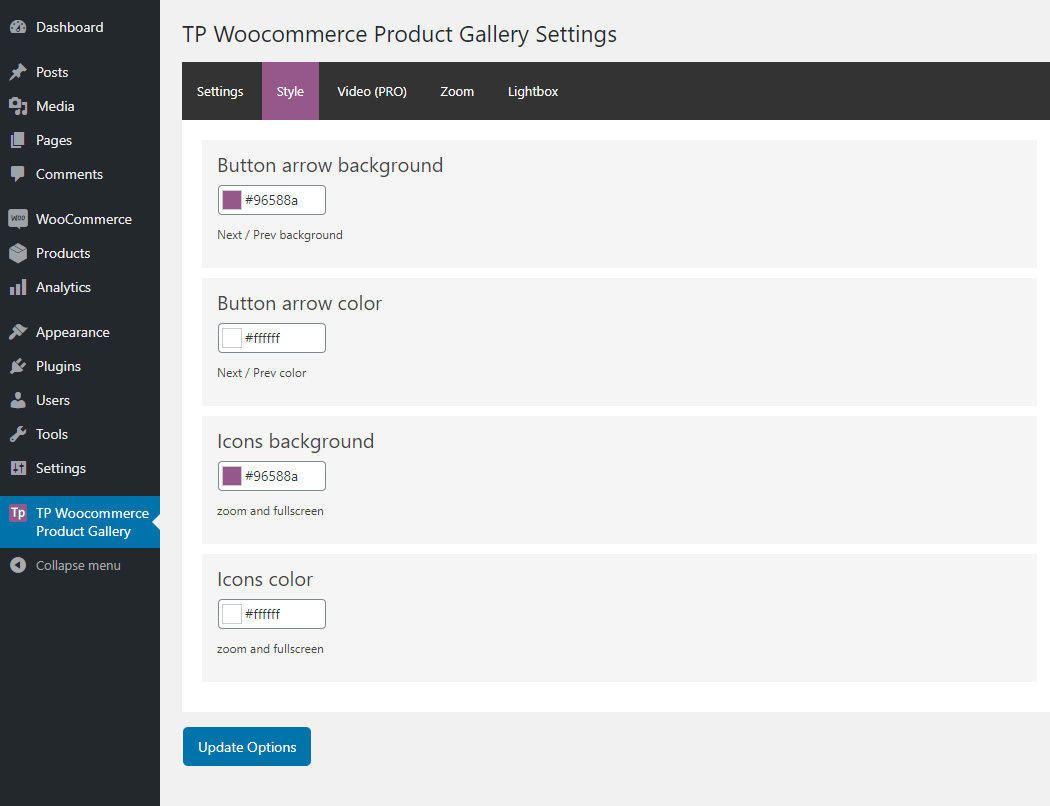 Dashboard
Posts
Media
Pages
Comments
WooCommerce
Products
Analytics
Appearance
Plugins
Users
Tools
Settings
Tp
TP Woocommerce
Product Gallery
Collapse menu
TP Woocommerce Product Gallery Settings
Settings Style Video (PRO) Zoom Lightbox
Button arrow background
#96588a
Next / Prev background
Button arrow color
#ffffff
Next / Prev color
Icons background
#96588a
zoom and fullscreen
Icons color
#ffffff
zoom and fullscreen
Update Options